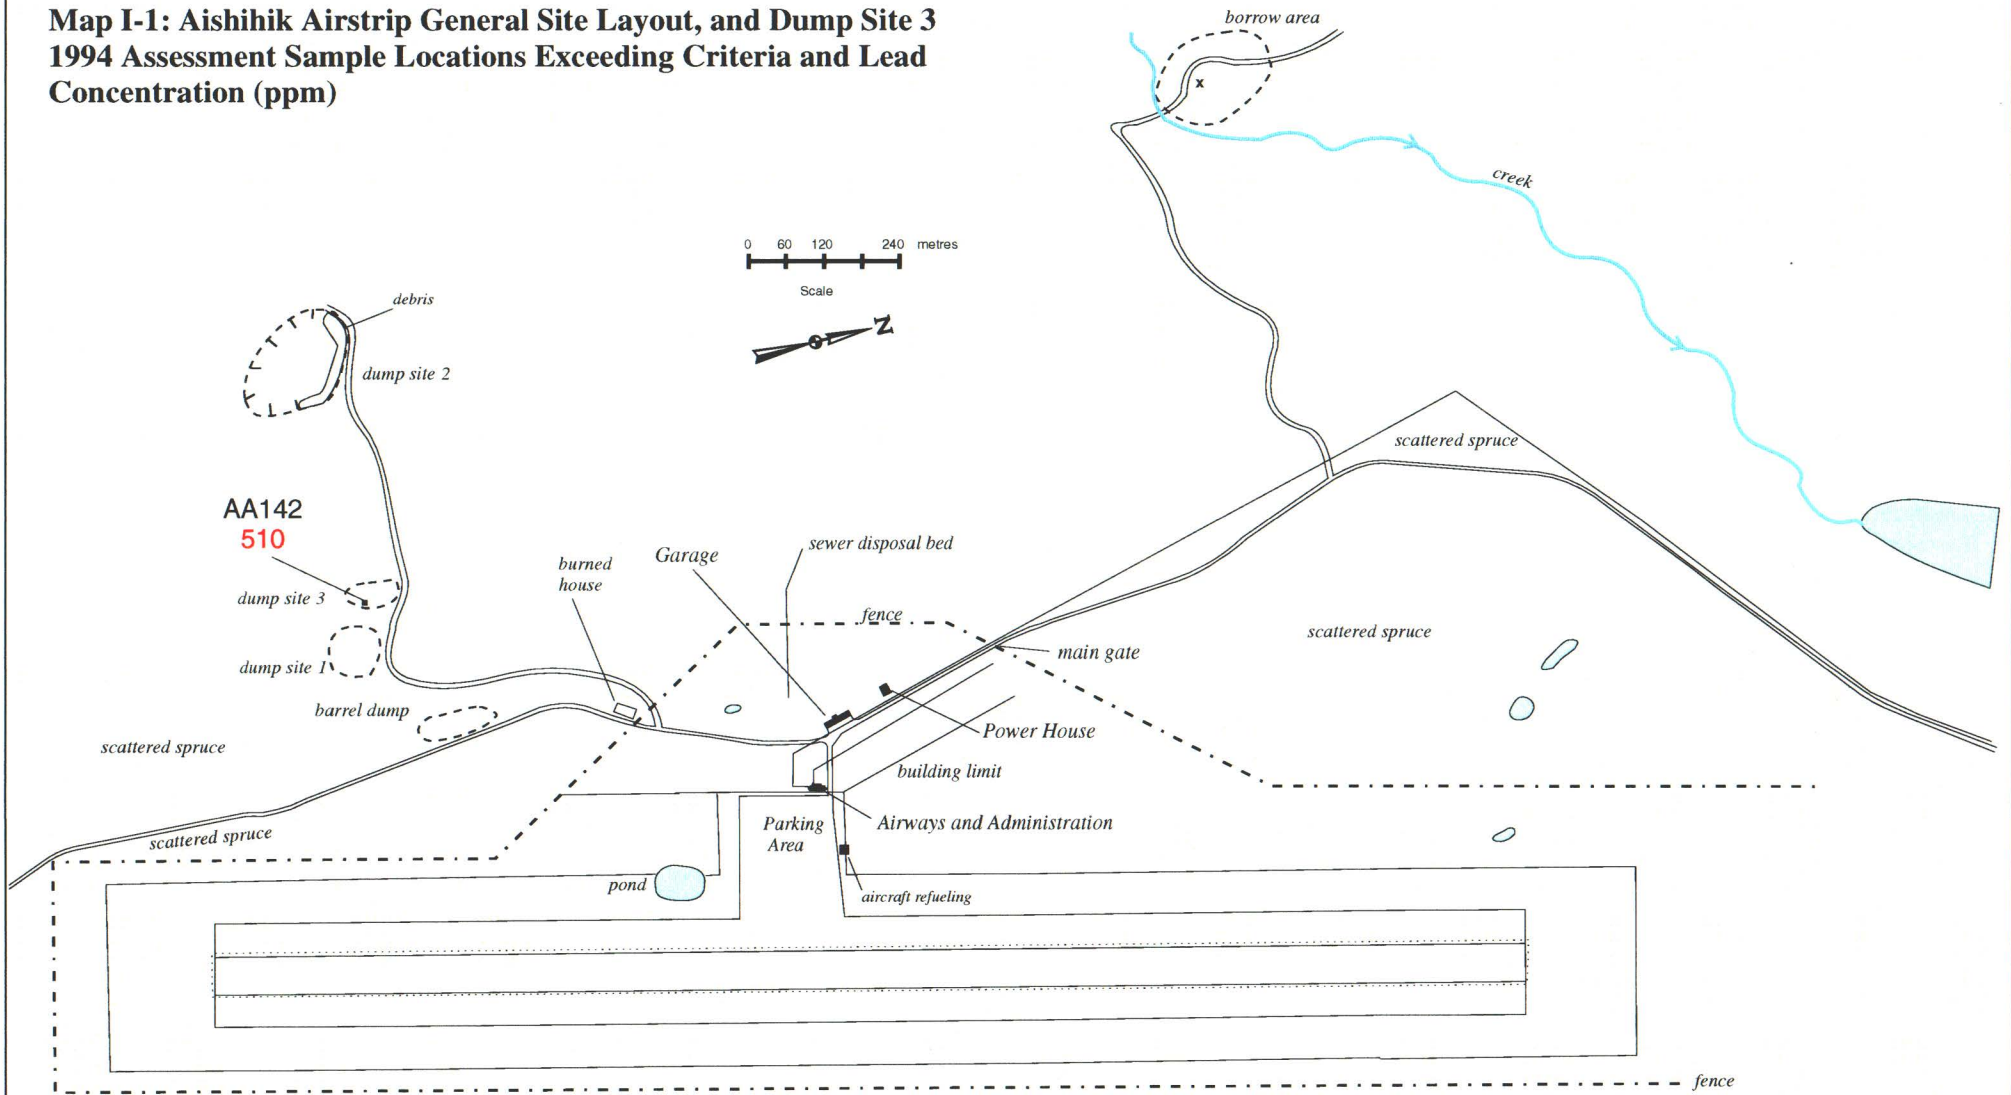 Map I-1: Aishihik Airstrip General Site Layout, and Dump Site 3
1994 Assessment Sample Locations Exceeding Criteria and Lead
Concentration (ppm)
borrow area
x
creek
0 60 120 240 metres
Scale
N
debris
dump site 2
scattered spruce
AA142
510
sewer disposal bed
burned
house
Garage
dump site 3
fence
scattered spruce
main gate
dump site 1
barrel dump
Power House
scattered spruce
building limit
Parking
Area
Airways and Administration
scattered spruce
pond
aircraft refueling
fence